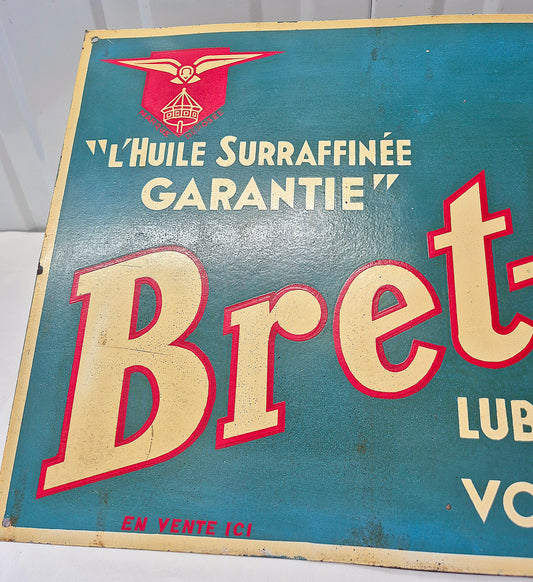 "L'HUILE SURRAFFINÉE
GARANTIE"
Bret-
LUB
VO
EN VENTE ICI